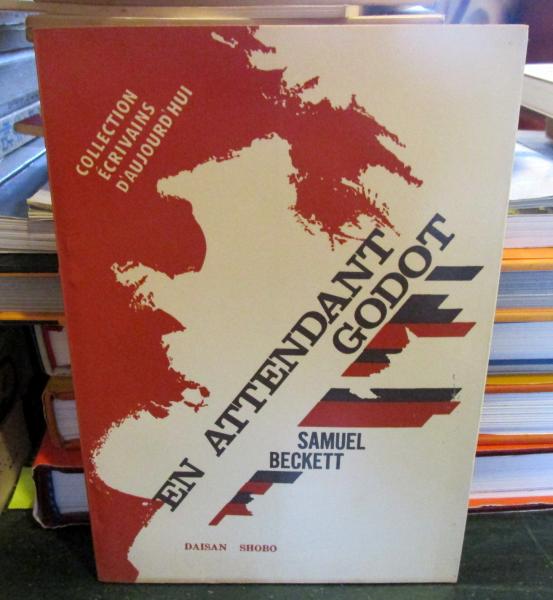 COLLECTION
ÉCRIVAINS
D'AUJOURD'HUI
EN ATTENDANT
GODOT
SAMUEL
BECKETT
DAISAN SHOBO